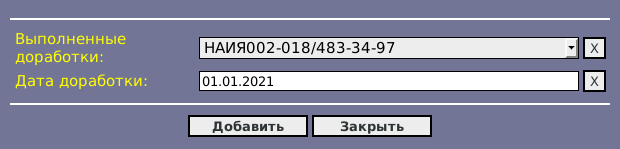 Выполненные
доработки:
НАИЯ002-018/483-34-97
X
Дата доработки:
01.01.2021
X
Добавить
Закрыть